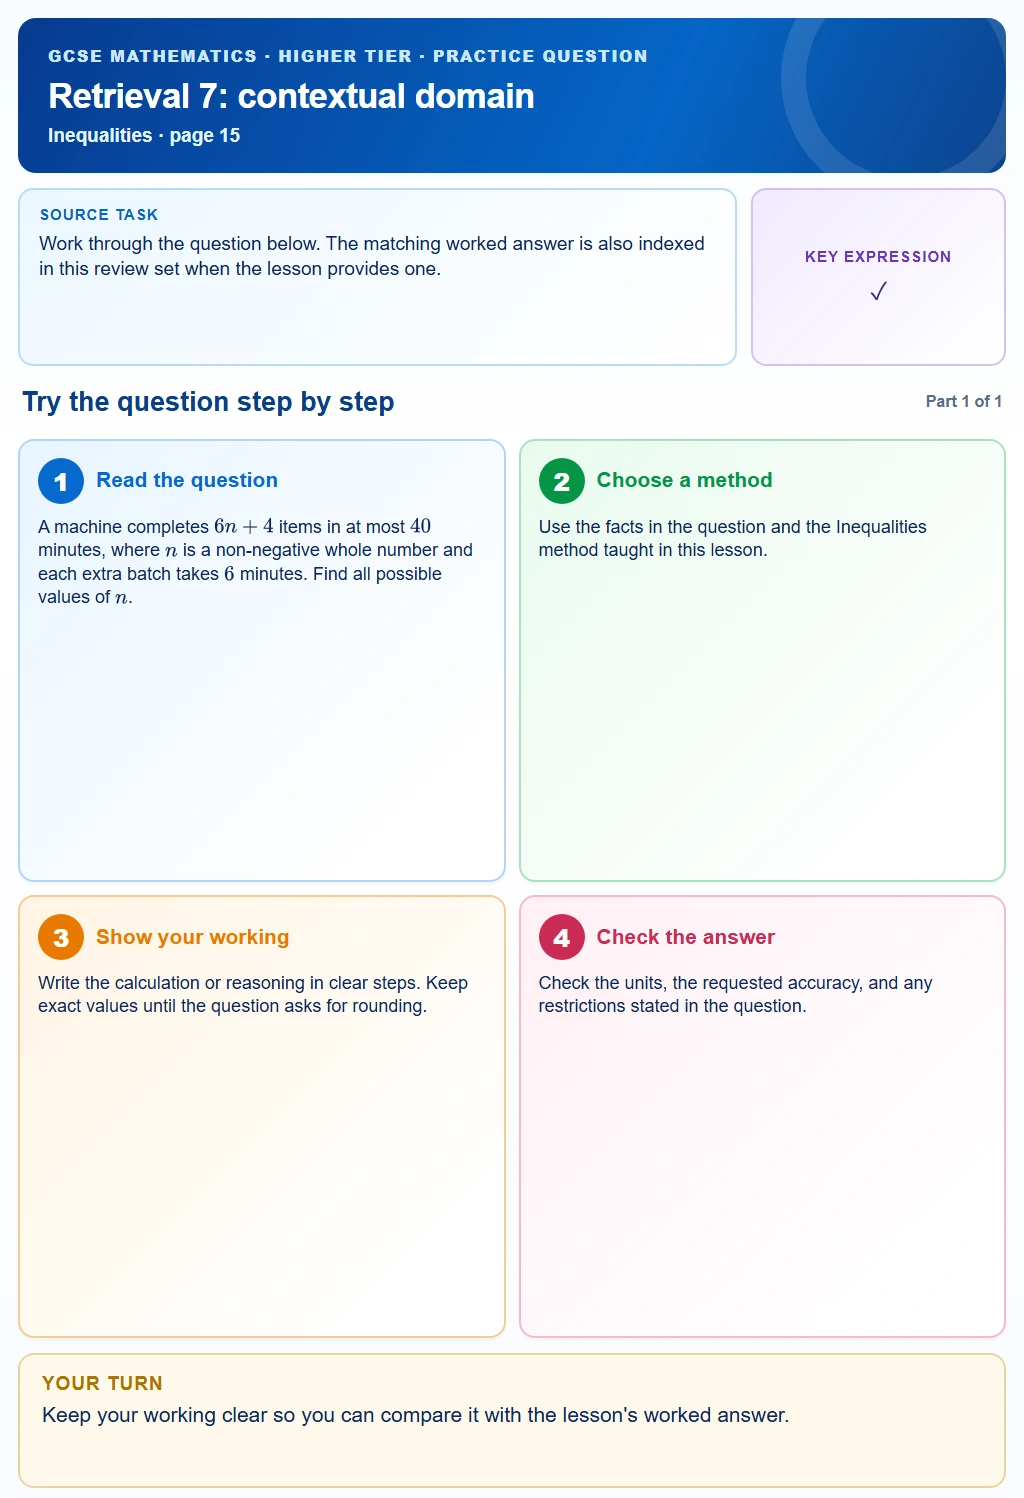 GCSE MATHEMATICS · HIGHER TIER · PRACTICE QUESTION
Retrieval 7: contextual domain
Inequalities · page 15
SOURCE TASK
Work through the question below. The matching worked answer is also indexed
in this review set when the lesson provides one.
KEY EXPRESSION
✓
Try the question step by step
Part 1 of 1
1 Read the question
A machine completes 6n + 4 items in at most 40
minutes, where n is a non-negative whole number and
each extra batch takes 6 minutes. Find all possible
values of n.
2 Choose a method
Use the facts in the question and the Inequalities
method taught in this lesson.
3 Show your working
Write the calculation or reasoning in clear steps. Keep
exact values until the question asks for rounding.
4 Check the answer
Check the units, the requested accuracy, and any
restrictions stated in the question.
YOUR TURN
Keep your working clear so you can compare it with the lesson's worked answer.